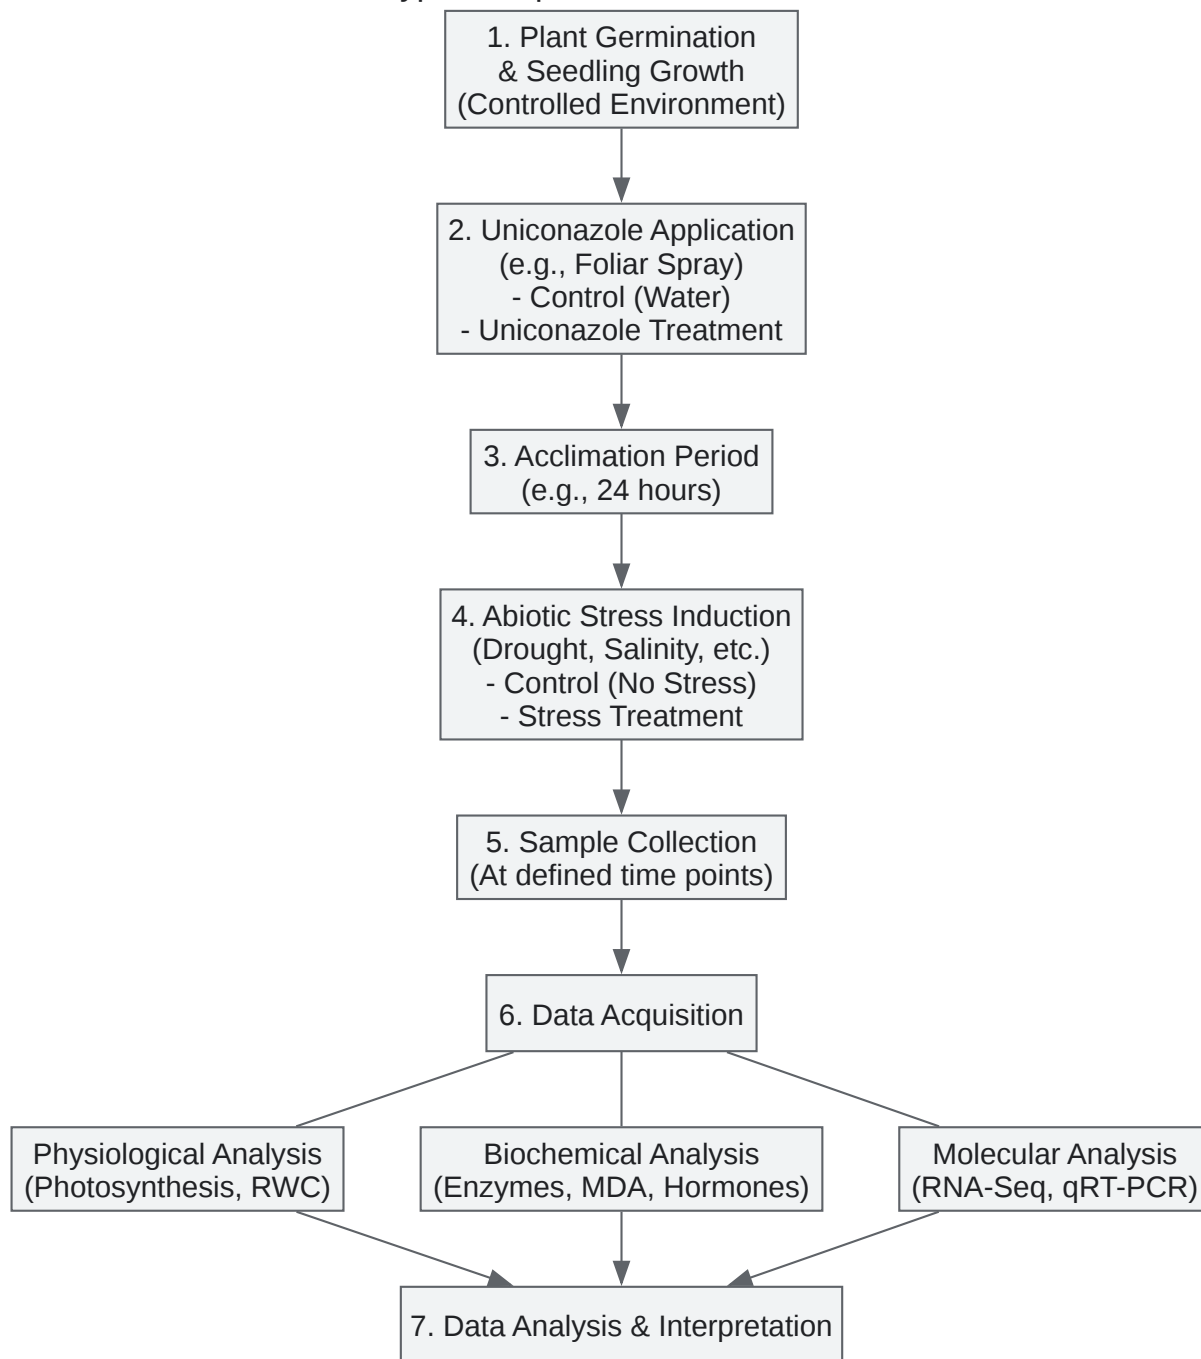 1. Plant Germination
& Seedling Growth
(Controlled Environment)
2. Uniconazole Application
(e.g., Foliar Spray)
- Control (Water)
- Uniconazole Treatment
3. Acclimation Period
(e.g., 24 hours)
4. Abiotic Stress Induction
(Drought, Salinity, etc.)
- Control (No Stress)
- Stress Treatment
5. Sample Collection
(At defined time points)
6. Data Acquisition
Physiological Analysis
(Photosynthesis, RWC)
Biochemical Analysis
(Enzymes, MDA, Hormones)
Molecular Analysis
(RNA-Seq, qRT-PCR)
7. Data Analysis & Interpretation